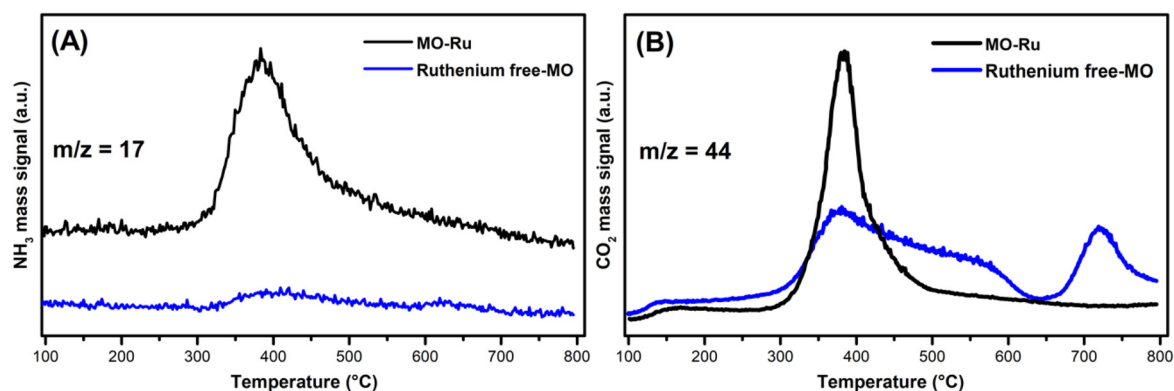 (A)
MO-Ru
Ruthenium free-MO
m/z = 17
NH3 mass signal (a.u.)
100 200 300 400 500 600 700 800
Temperature (°C)
(B)
MO-Ru
Ruthenium free-MO
m/z = 44
CO2 mass signal (a.u.)
100 200 300 400 500 600 700 800
Temperature (°C)